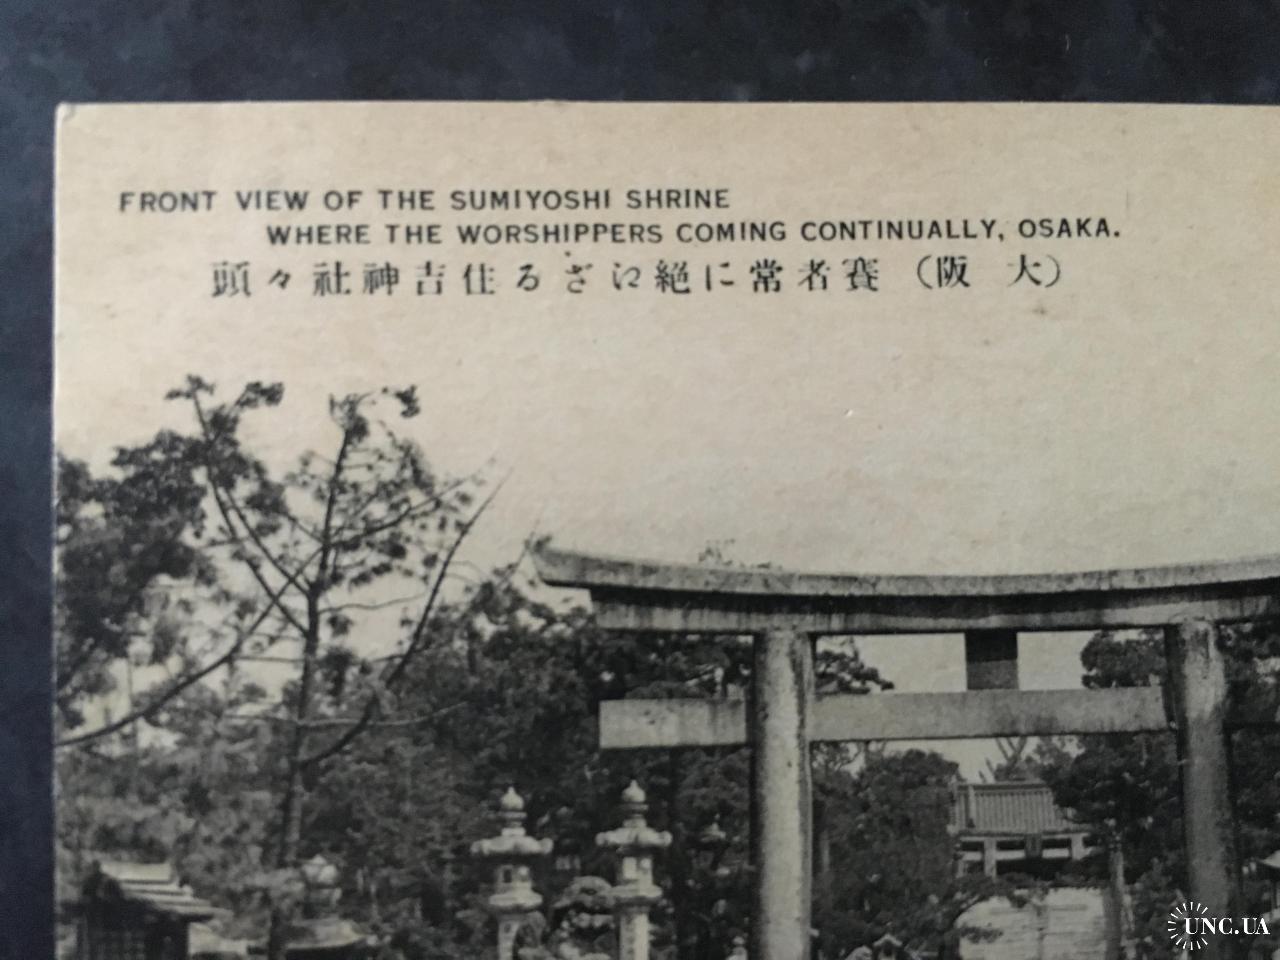 FRONT VIEW OF THE SUMIYOSHI SHRINE
WHERE THE WORSHIPPERS COMING CONTINUALLY, OSAKA.
（大阪）賽者常に絶えざる住吉神社々頭
UNC.UA